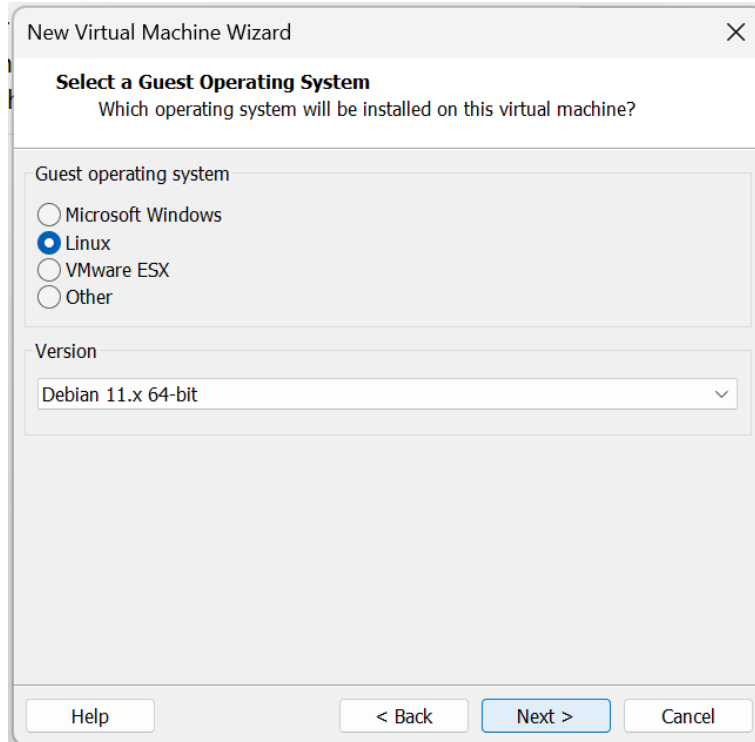 New Virtual Machine Wizard
Select a Guest Operating System
Which operating system will be installed on this virtual machine?
Guest operating system
Microsoft Windows
Linux
VMware ESX
Other
Version
Debian 11.x 64-bit
Help
< Back
Next >
Cancel